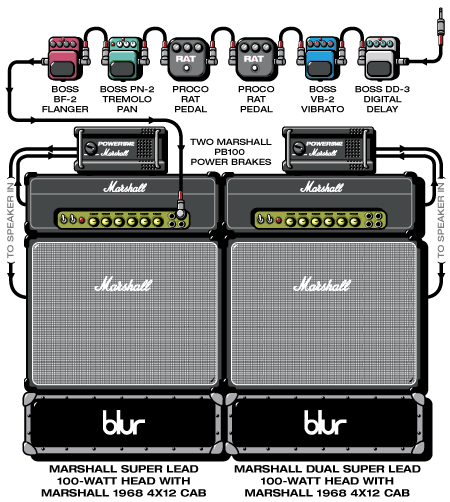 RAT
RAT
BOSS
BF-2
FLANGER
BOSS PN-2
TREMOLO
PAN
PROCO
RAT
PEDAL
PROCO
RAT
PEDAL
BOSS
VB-2
VIBRATO
BOSS DD-3
DIGITAL
DELAY
POWERBRAKE
Marshall
TWO MARSHALL
PB100
POWER BRAKES
POWERBRAKE
Marshall
TO SPEAKER IN
Marshall
Marshall
TO SPEAKER IN
Marshall
Marshall
blur
blur
MARSHALL SUPER LEAD
100-WATT HEAD WITH
MARSHALL 1968 4X12 CAB
MARSHALL DUAL SUPER LEAD
100-WATT HEAD WITH
MARSHALL 1968 4X12 CAB